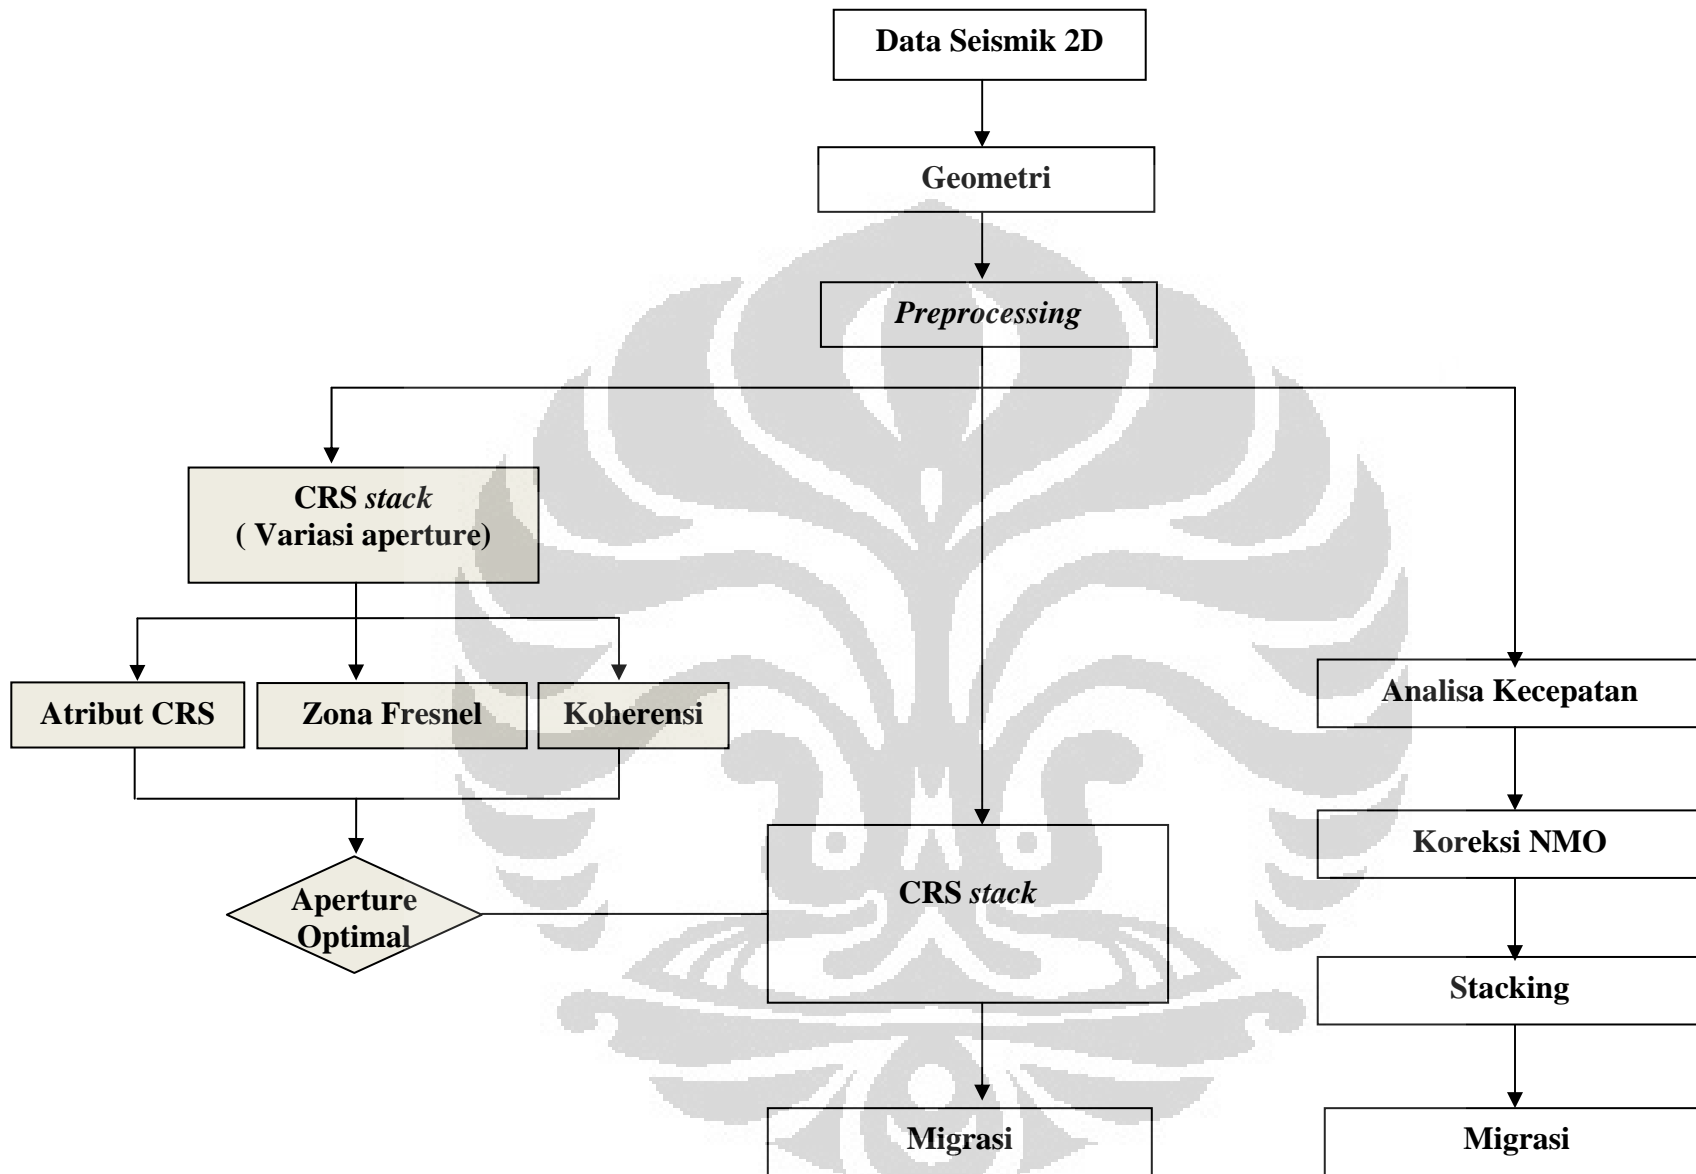 Data Seismik 2D
Geometri
Preprocessing
CRS stack
( Variasi aperture)
Atribut CRS
Zona Fresnel
Koherensi
Aperture
Optimal
CRS stack
Migrasi
Analisa Kecepatan
Koreksi NMO
Stacking
Migrasi